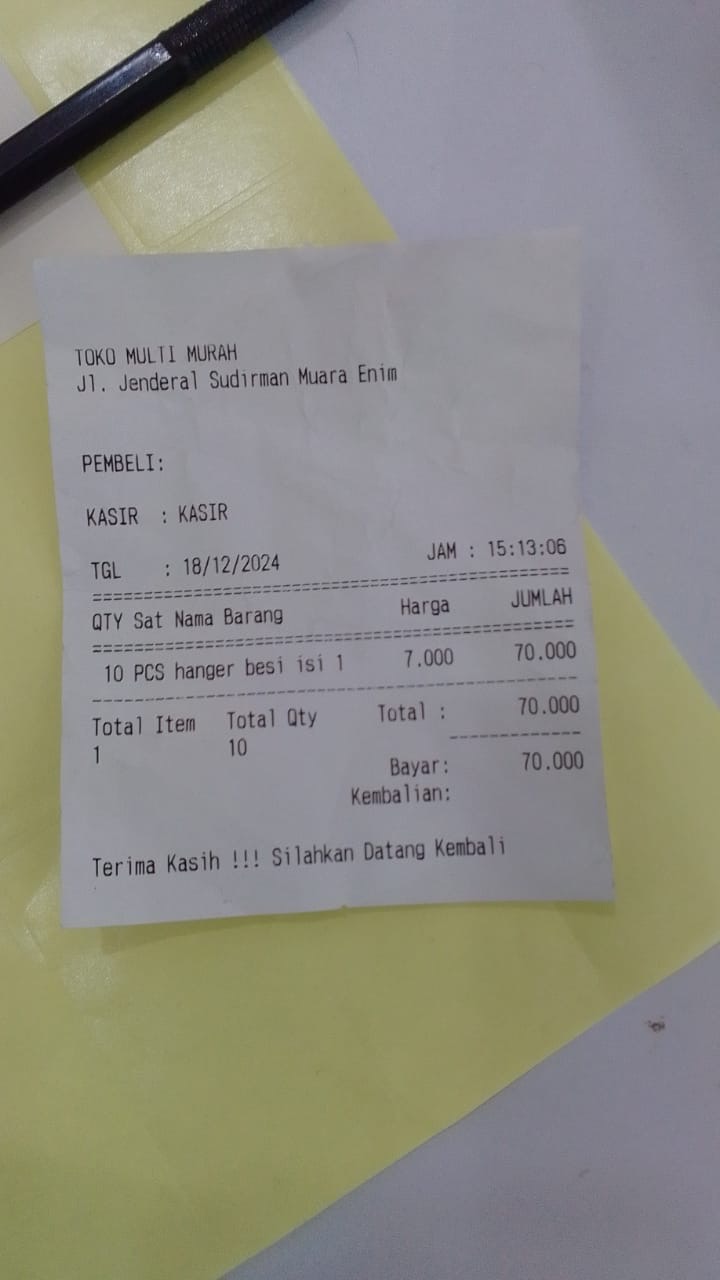 TOKO MULTI MURAH
Jl. Jenderal Sudirman Muara Enim
PEMBELI:
KASIR : KASIR
TGL : 18/12/2024 JAM : 15:13:06
==================================================
QTY Sat Nama Barang Harga JUMLAH
==================================================
10 PCS hanger besi isi 1 7.000 70.000
--------------------------------------------------
Total Item Total Qty Total : 70.000
1 10
-------------
Bayar: 70.000
Kembalian:
Terima Kasih !!! Silahkan Datang Kembali